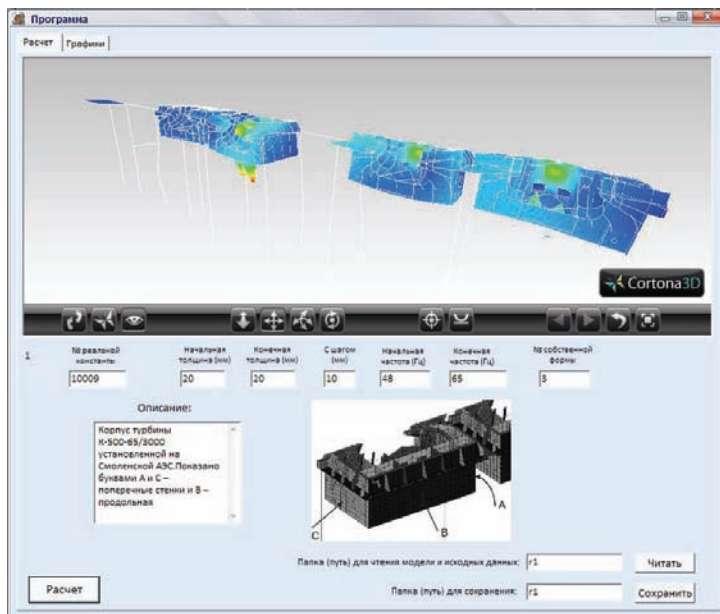 Программа
Расчет Графики
Cortona3D
1
№ реальной константы
Начальная толщина (мм)
Конечная толщина (мм)
С шагом (мм)
Начальная частота (Гц)
Конечная частота (Гц)
№ собственной формы
10009 20 20 10 48 65 3
Описание:
Корпус турбины
К-500-65/3000
установленной на
Смоленской АЭС.Показано
буквами А и С –
поперечные стенки и В –
продольная
A
B
C
Папка (путь) для чтения модели и исходных данных: r1 Читать
Папка (путь) для сохранения: r1 Сохранить
Расчет